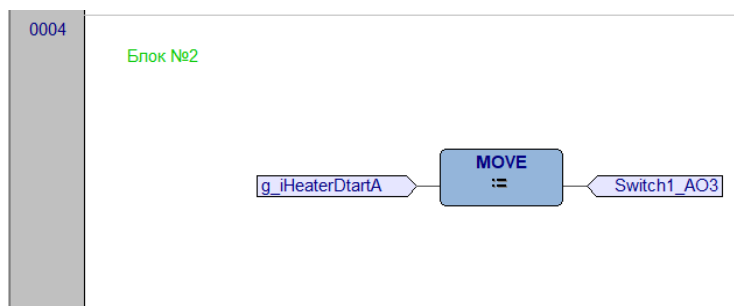 0004
Блок №2
MOVE
g_iHeaterDtartA := Switch1_AO3